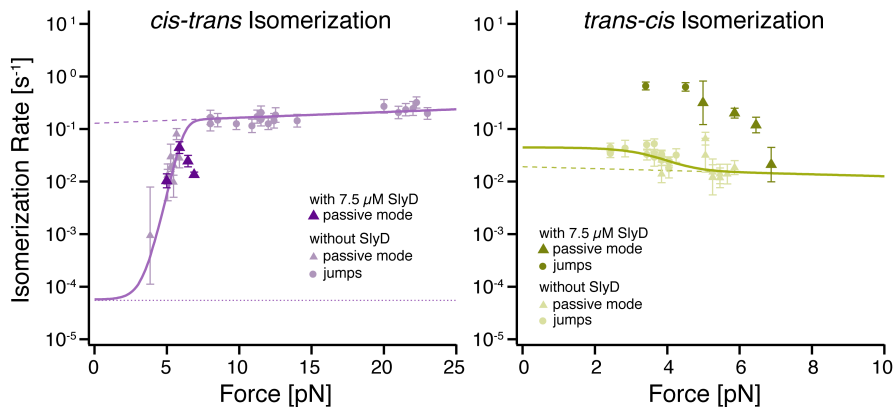 cis-trans Isomerization
trans-cis Isomerization
Isomerization Rate [s⁻¹]
10¹
10⁰
10⁻¹
10⁻²
10⁻³
10⁻⁴
10⁻⁵
with 7.5 µM SlyD
passive mode
without SlyD
passive mode
jumps
0 5 10 15 20 25
Force [pN]
10¹
10⁰
10⁻¹
10⁻²
10⁻³
10⁻⁴
10⁻⁵
with 7.5 µM SlyD
passive mode
jumps
without SlyD
passive mode
jumps
0 2 4 6 8 10
Force [pN]